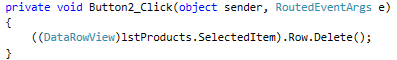 private void Button2_Click(object sender, RoutedEventArgs e)
{
    ((DataRowView)lstProducts.SelectedItem).Row.Delete();
}